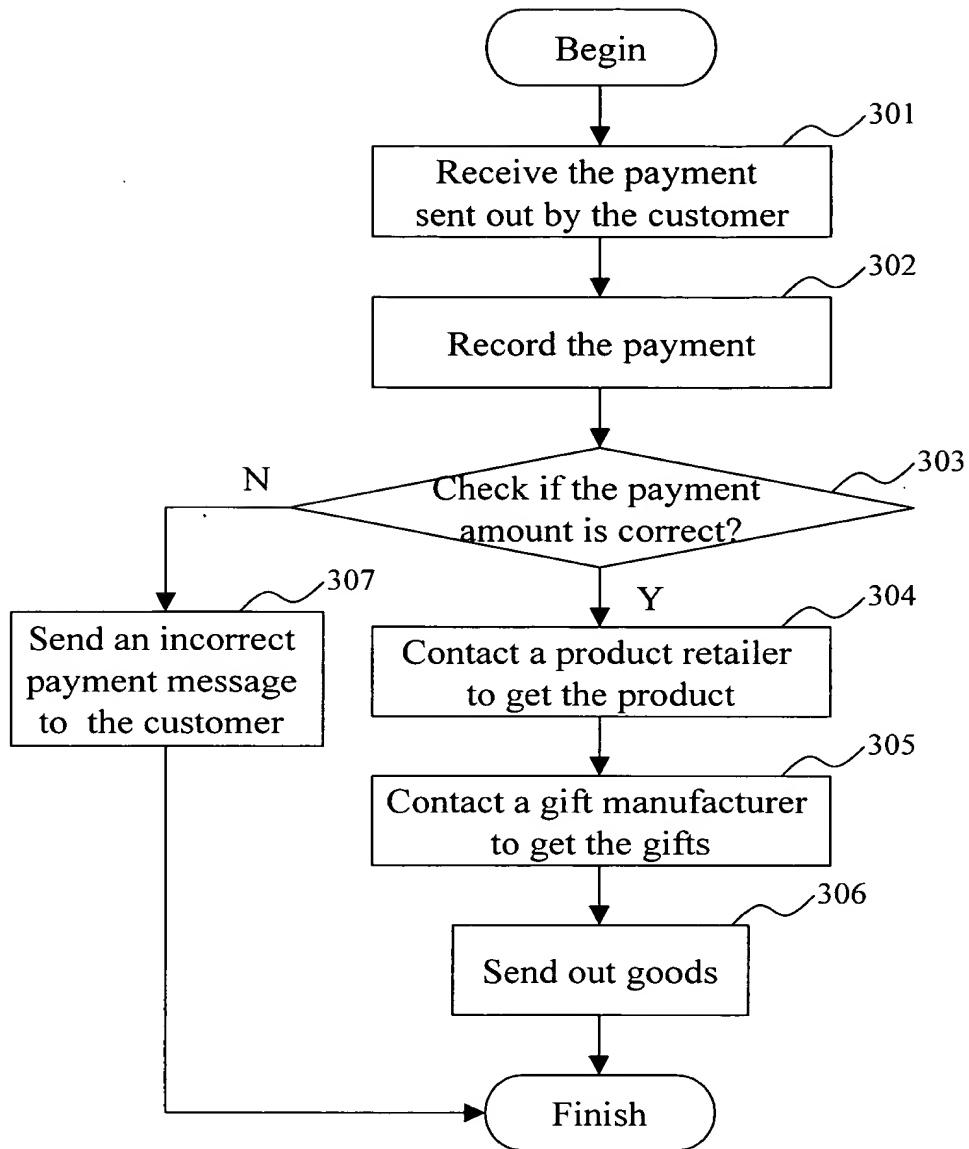 Begin
301
Receive the payment
sent out by the customer
302
Record the payment
303
N
Check if the payment
amount is correct?
307
Y
304
Send an incorrect
payment message
to the customer
Contact a product retailer
to get the product
305
Contact a gift manufacturer
to get the gifts
306
Send out goods
Finish